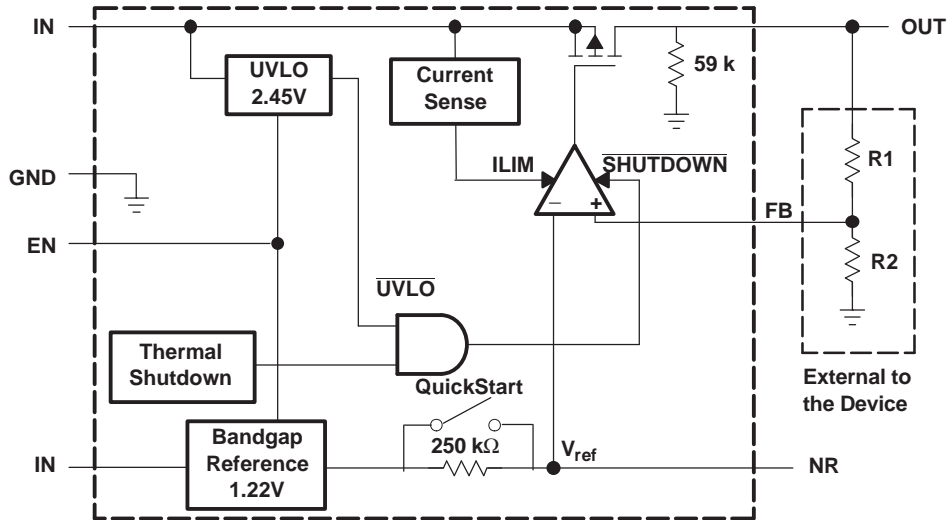 IN
OUT
UVLO
2.45V
Current
Sense
59 k
ILIM
SHUTDOWN
R1
GND
−
+
FB
EN
R2
UVLO
Thermal
Shutdown
QuickStart
External to
the Device
Bandgap
Reference
1.22V
250 kΩ
Vref
IN
NR